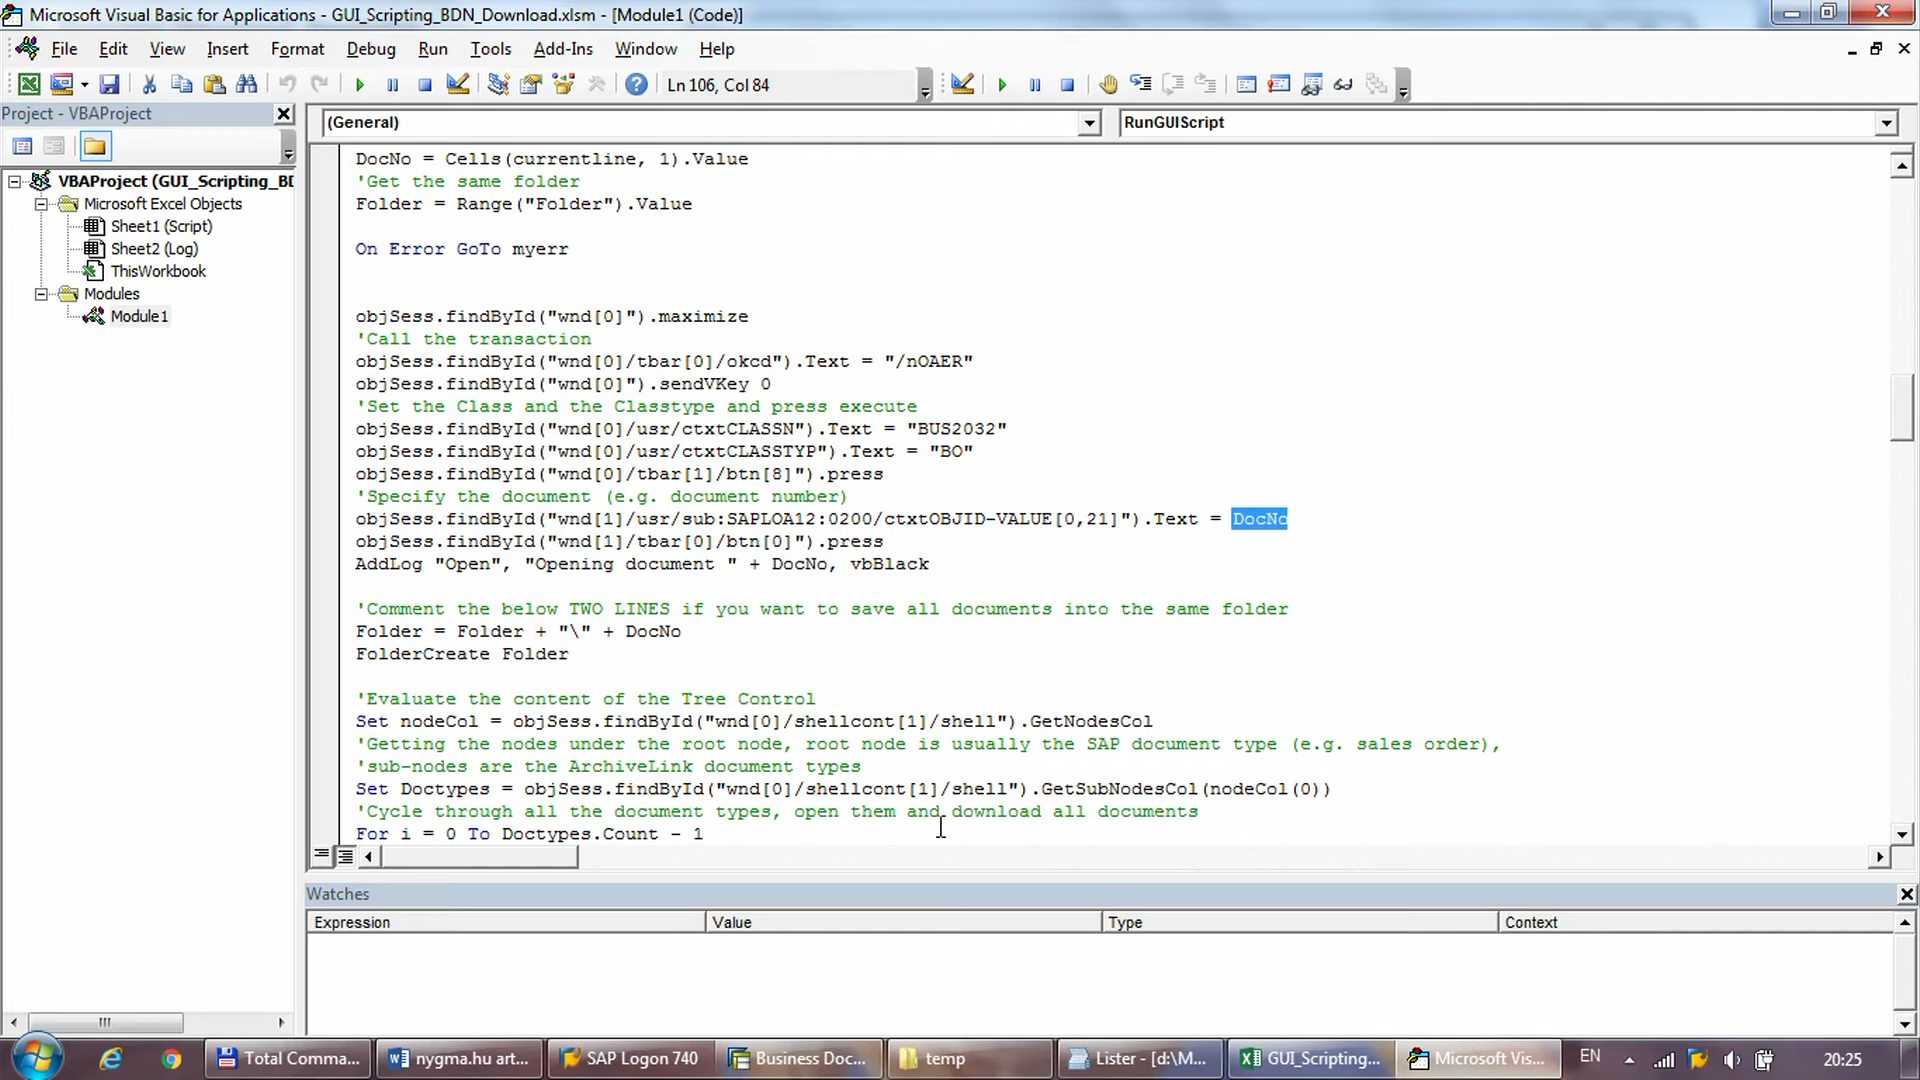 Microsoft Visual Basic for Applications - GUI_Scripting_BDN_Download.xlsm - [Module1 (Code)]
File Edit View Insert Format Debug Run Tools Add-Ins Window Help
Ln 106, Col 84
Project - VBAProject
(General)
RunGUIScript
VBAProject (GUI_Scripting_BD
Microsoft Excel Objects
Sheet1 (Script)
Sheet2 (Log)
ThisWorkbook
Modules
Module1
DocNo = Cells(currentline, 1).Value
'Get the same folder
Folder = Range("Folder").Value
On Error GoTo myerr
objSess.findById("wnd[0]").maximize
'Call the transaction
objSess.findById("wnd[0]/tbar[0]/okcd").Text = "/nOAER"
objSess.findById("wnd[0]").sendVKey 0
'Set the Class and the Classtype and press execute
objSess.findById("wnd[0]/usr/ctxtCLASSN").Text = "BUS2032"
objSess.findById("wnd[0]/usr/ctxtCLASSTYP").Text = "BO"
objSess.findById("wnd[0]/tbar[1]/btn[8]").press
'Specify the document (e.g. document number)
objSess.findById("wnd[1]/usr/sub:SAPLOA12:0200/ctxtOBJID-VALUE[0,21]").Text = DocNo
objSess.findById("wnd[1]/tbar[0]/btn[0]").press
AddLog "Open", "Opening document " + DocNo, vbBlack
'Comment the below TWO LINES if you want to save all documents into the same folder
Folder = Folder + "\" + DocNo
FolderCreate Folder
'Evaluate the content of the Tree Control
Set nodeCol = objSess.findById("wnd[0]/shellcont[1]/shell").GetNodesCol
'Getting the nodes under the root node, root node is usually the SAP document type (e.g. sales order),
'sub-nodes are the ArchiveLink document types
Set Doctypes = objSess.findById("wnd[0]/shellcont[1]/shell").GetSubNodesCol(nodeCol(0))
'Cycle through all the document types, open them and download all documents
For i = 0 To Doctypes.Count - 1
Watches
Expression Value Type Context
Total Comma... nygma.hu art... SAP Logon 740 Business Doc... temp Lister - [d:\M... GUI_Scripting... Microsoft Vis... EN 20:25